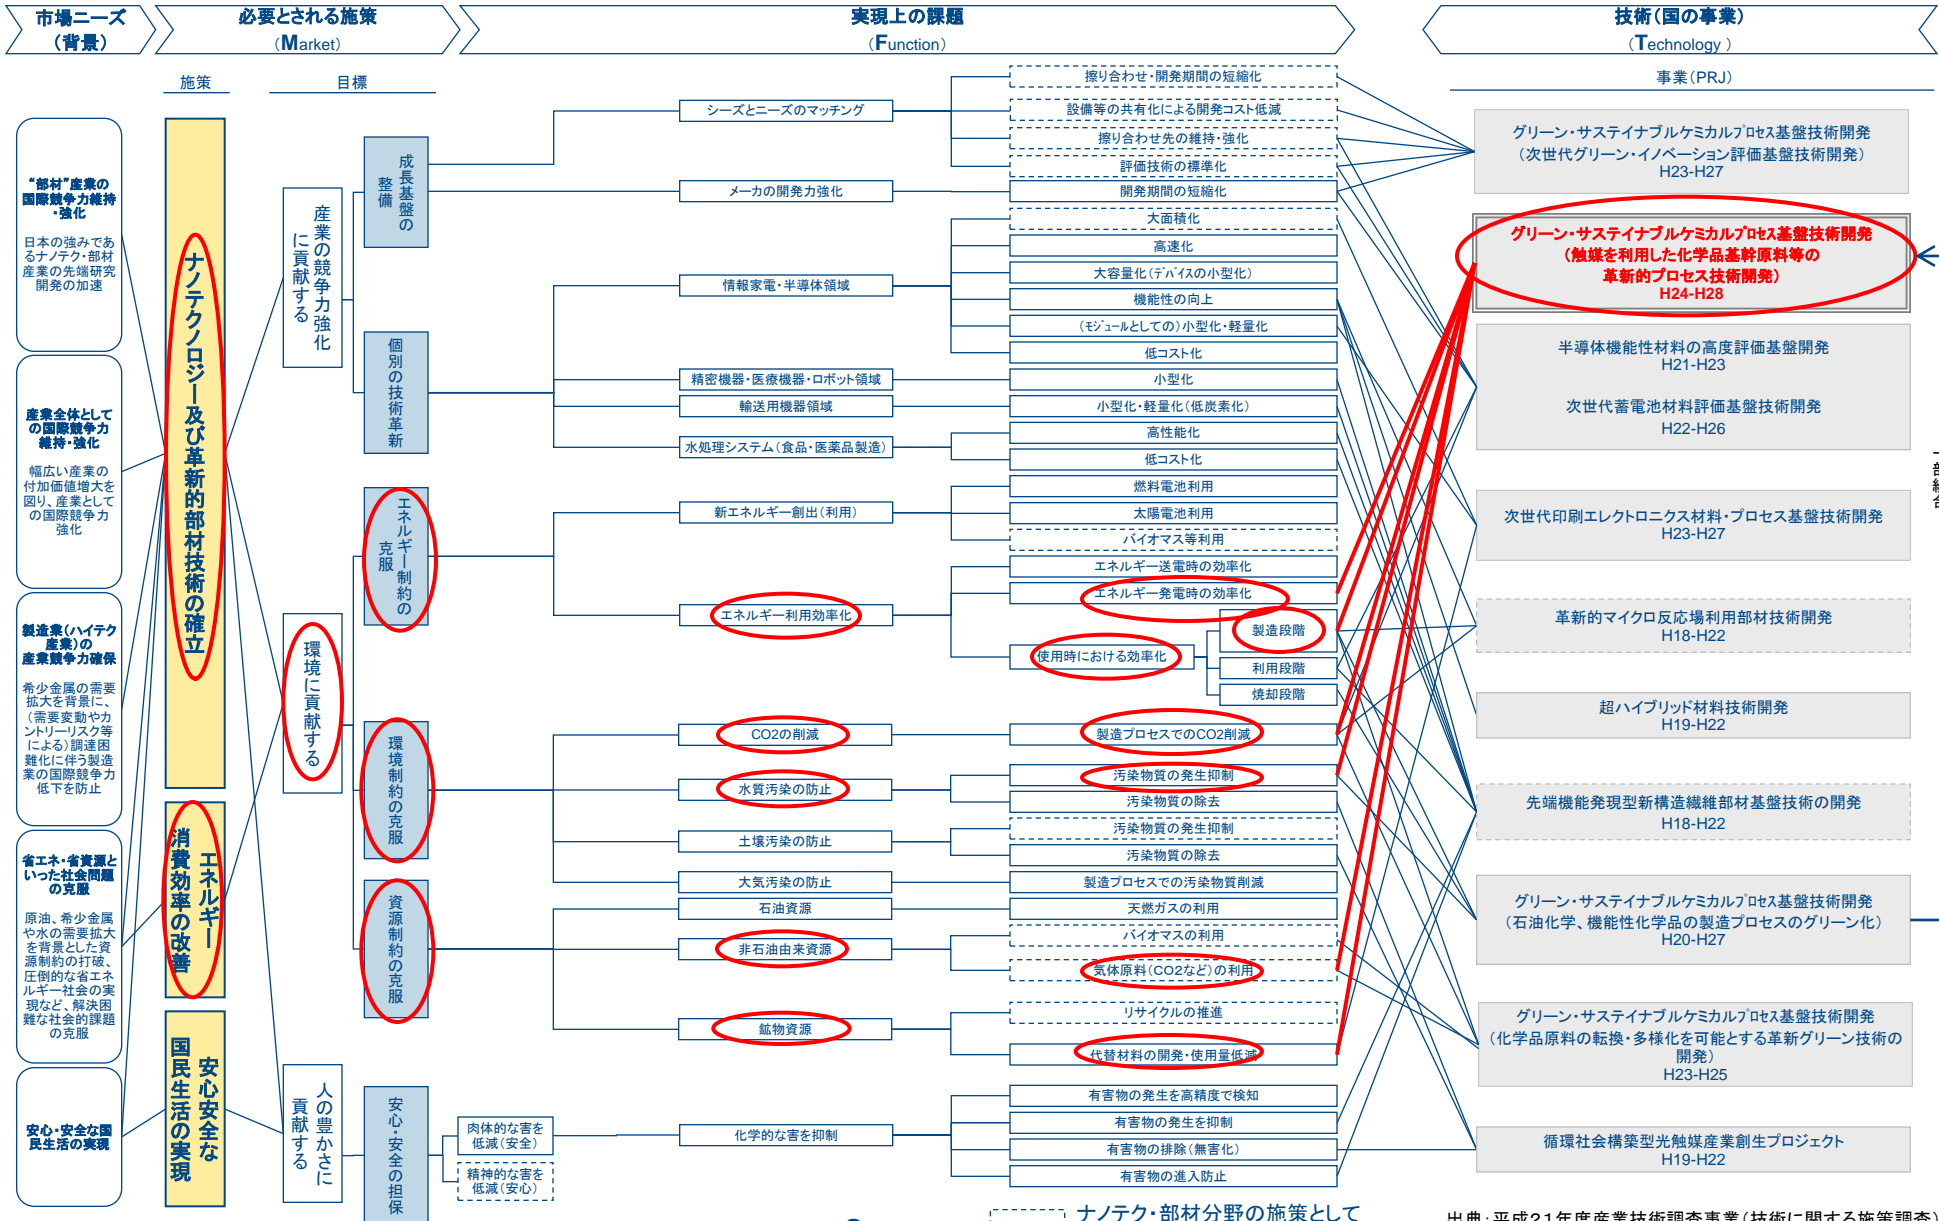 市場ニーズ
（背景）
必要とされる施策
（Market）
実現上の課題
（Function）
技術（国の事業）
（Technology ）
施策
目標
事業（PRJ）
“部材”産業の
国際競争力維持
・強化
日本の強みであ
るナノテク・部材
産業の先端研究
開発の加速
産業全体として
の国際競争力
維持・強化
幅広い産業の
付加価値増大を
図り、産業として
の国際競争力
強化
製造業（ハイテク
産業）の
産業競争力確保
希少金属の需要
拡大を背景に、
（需要変動やカ
ントリーリスク等
による）調達困
難化に伴う製造
業の国際競争力
低下を防止
省エネ・省資源と
いった社会問題
の克服
原油、希少金属
や水の需要拡大
を背景とした資
源制約の打破、
圧倒的な省エネ
ルギー社会の実
現など、解決困
難な社会的課題
の克服
安心・安全な国
民生活の実現
ナノテクノロジー及び革新的部材技術の確立
エネルギー
消費効率の改善
安心安全な
国民生活の実現
産業の競争力強化
に貢献する
環境に貢献する
人の豊かさに
貢献する
成長基盤の
整備
個別の技術革新
エネルギー制約の
克服
環境制約の克服
資源制約の克服
安心・安全の担保
肉体的な害を
低減（安全）
精神的な害を
低減（安心）
シーズとニーズのマッチング
メーカの開発力強化
情報家電・半導体領域
精密機器・医療機器・ロボット領域
輸送用機器領域
水処理システム（食品・医薬品製造）
新エネルギー創出（利用）
エネルギー利用効率化
CO2の削減
水質汚染の防止
土壌汚染の防止
大気汚染の防止
石油資源
非石油由来資源
鉱物資源
化学的な害を抑制
擦り合わせ・開発期間の短縮化
設備等の共有化による開発コスト低減
擦り合わせ先の維持・強化
評価技術の標準化
開発期間の短縮化
大面積化
高速化
大容量化（デバイスの小型化）
機能性の向上
（モジュールとしての）小型化・軽量化
低コスト化
小型化
小型化・軽量化（低炭素化）
高性能化
低コスト化
燃料電池利用
太陽電池利用
バイオマス等利用
エネルギー送電時の効率化
エネルギー発電時の効率化
使用時における効率化
製造段階
利用段階
焼却段階
製造プロセスでのCO2削減
汚染物質の発生抑制
汚染物質の除去
汚染物質の発生抑制
汚染物質の除去
製造プロセスでの汚染物質削減
天燃ガスの利用
バイオマスの利用
気体原料（CO2など）の利用
リサイクルの推進
代替材料の開発・使用量低減
有害物の発生を高精度で検知
有害物の発生を抑制
有害物の排除（無害化）
有害物の進入防止
グリーン・サステイナブルケミカルプロセス基盤技術開発
（次世代グリーン・イノベーション評価基盤技術開発）
H23-H27
グリーン・サステイナブルケミカルプロセス基盤技術開発
（触媒を利用した化学品基幹原料等の
革新的プロセス技術開発）
H24-H28
半導体機能性材料の高度評価基盤開発
H21-H23
次世代蓄電池材料評価基盤技術開発
H22-H26
次世代印刷エレクトロニクス材料・プロセス基盤技術開発
H23-H27
革新的マイクロ反応場利用部材技術開発
H18-H22
超ハイブリッド材料技術開発
H19-H22
先端機能発現型新構造繊維部材基盤技術の開発
H18-H22
グリーン・サステイナブルケミカルプロセス基盤技術開発
（石油化学、機能性化学品の製造プロセスのグリーン化）
H20-H27
グリーン・サステイナブルケミカルプロセス基盤技術開発
（化学品原料の転換・多様化を可能とする革新グリーン技術の
開発）
H23-H25
循環社会構築型光触媒産業創生プロジェクト
H19-H22
ナノテク・部材分野の施策として
出典：平成21年度産業技術調査事業（技術に関する施策調査）